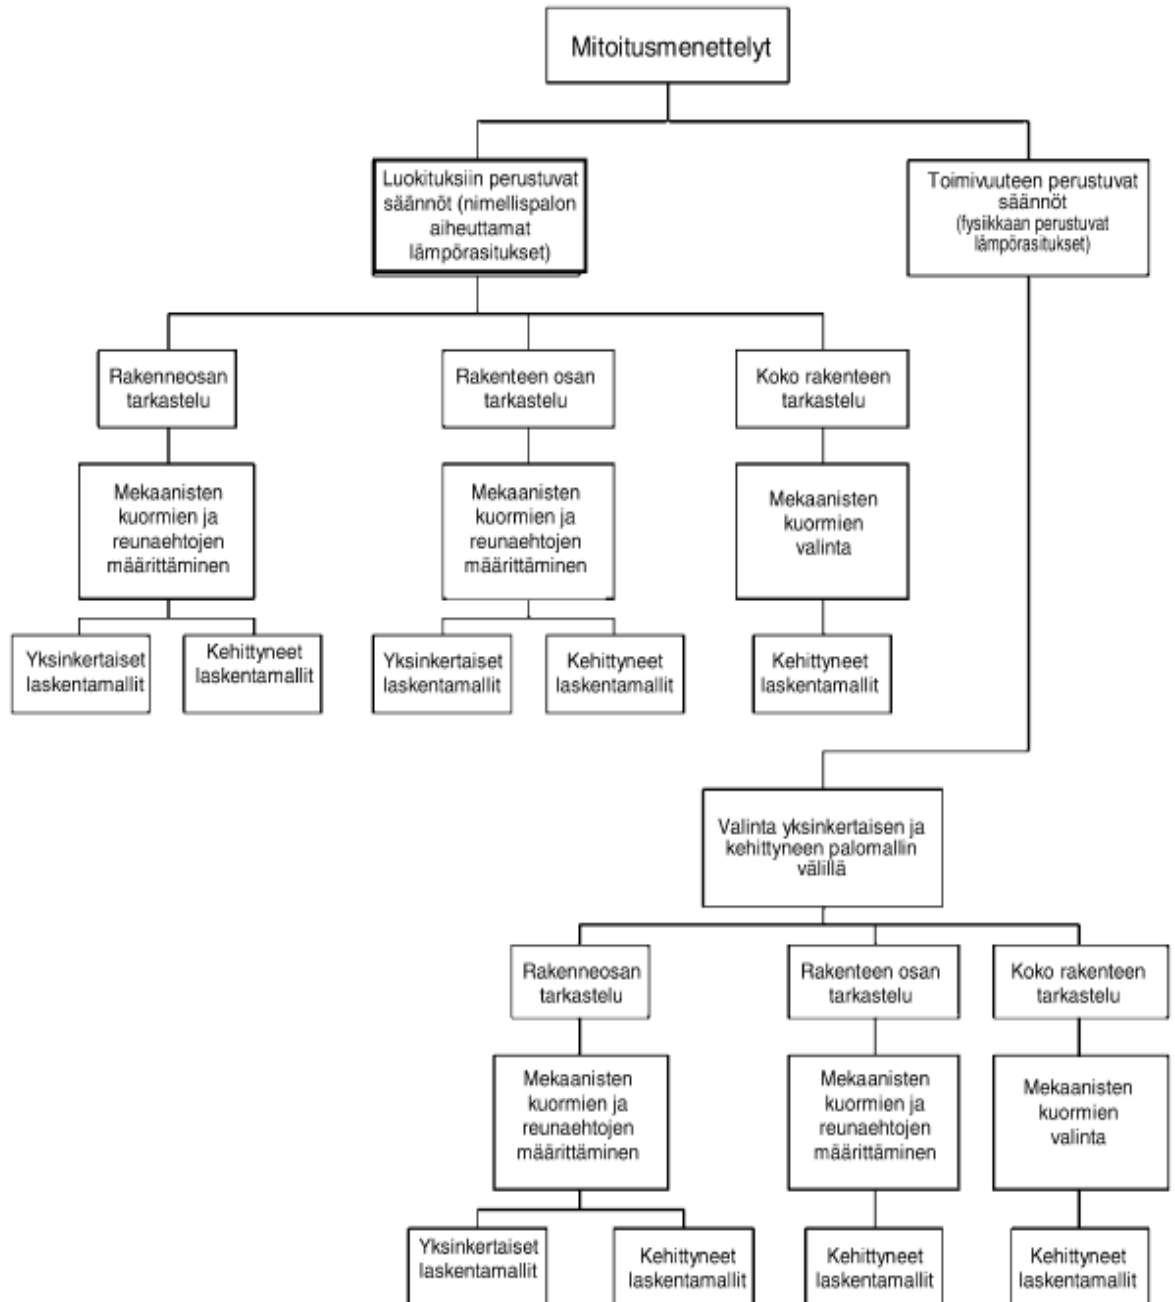 Mitoitusmenettelyt
Luokituksiin perustuvat
säännöt (nimellispalon
aiheuttamat
lämpörasitukset)
Toimivuuteen perustuvat
säännöt
(fysiikkaan perustuvat
lämpörasitukset)
Rakenneosan
tarkastelu
Rakenteen osan
tarkastelu
Koko rakenteen
tarkastelu
Mekaanisten
kuormien ja
reunaehtojen
määrittäminen
Mekaanisten
kuormien ja
reunaehtojen
määrittäminen
Mekaanisten
kuormien
valinta
Yksinkertaiset
laskentamallit
Kehittyneet
laskentamallit
Yksinkertaiset
laskentamallit
Kehittyneet
laskentamallit
Kehittyneet
laskentamallit
Valinta yksinkertaisen ja
kehittyneen palomallin
välillä
Rakenneosan
tarkastelu
Rakenteen osan
tarkastelu
Koko rakenteen
tarkastelu
Mekaanisten
kuormien ja
reunaehtojen
määrittäminen
Mekaanisten
kuormien ja
reunaehtojen
määrittäminen
Mekaanisten
kuormien
valinta
Yksinkertaiset
laskentamallit
Kehittyneet
laskentamallit
Kehittyneet
laskentamallit
Kehittyneet
laskentamallit